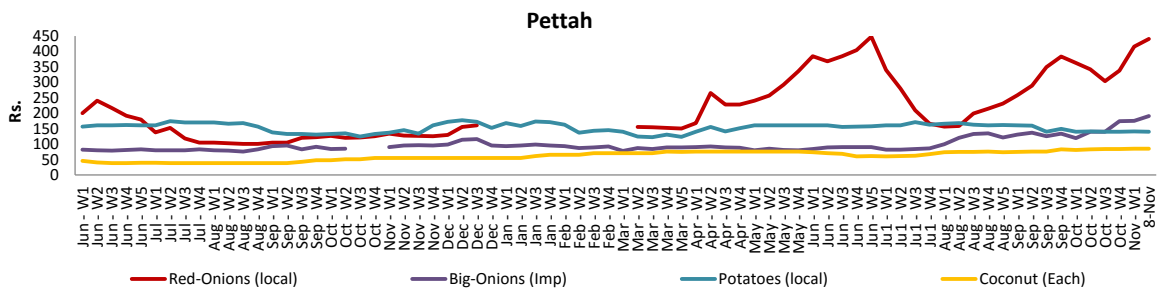 Pettah
Rs.
450
400
350
300
250
200
150
100
50
0
Jun - W1
Jun - W2
Jun - W3
Jun - W4
Jun - W5
Jul - W1
Jul - W2
Jul - W3
Jul - W4
Aug - W1
Aug - W2
Aug - W3
Aug - W4
Sep - W1
Sep - W2
Sep - W3
Sep - W4
Oct - W1
Oct - W2
Oct - W3
Oct - W4
Nov - W1
Nov - W2
Nov - W3
Nov - W4
Dec - W1
Dec - W2
Dec - W3
Dec - W4
Jan - W1
Jan - W2
Jan - W3
Jan - W4
Feb - W1
Feb - W2
Feb - W3
Feb - W4
Mar - W1
Mar - W2
Mar - W3
Mar - W4
Mar - W5
Apr - W1
Apr - W2
Apr - W3
Apr - W4
May - W1
May - W2
May - W3
May - W4
Jun - W1
Jun - W2
Jun - W3
Jun - W4
Jun - W5
Ju1 - W1
Ju1 - W2
Ju1 - W3
Ju1 - W4
Aug - W1
Aug - W2
Aug - W3
Aug - W4
Aug - W5
Sep - W1
Sep - W2
Sep - W3
Sep - W4
Oct - W1
Oct - W2
Oct - W3
Oct - W4
Nov - W1
8-Nov
Red-Onions (local)
Big-Onions (Imp)
Potatoes (local)
Coconut (Each)